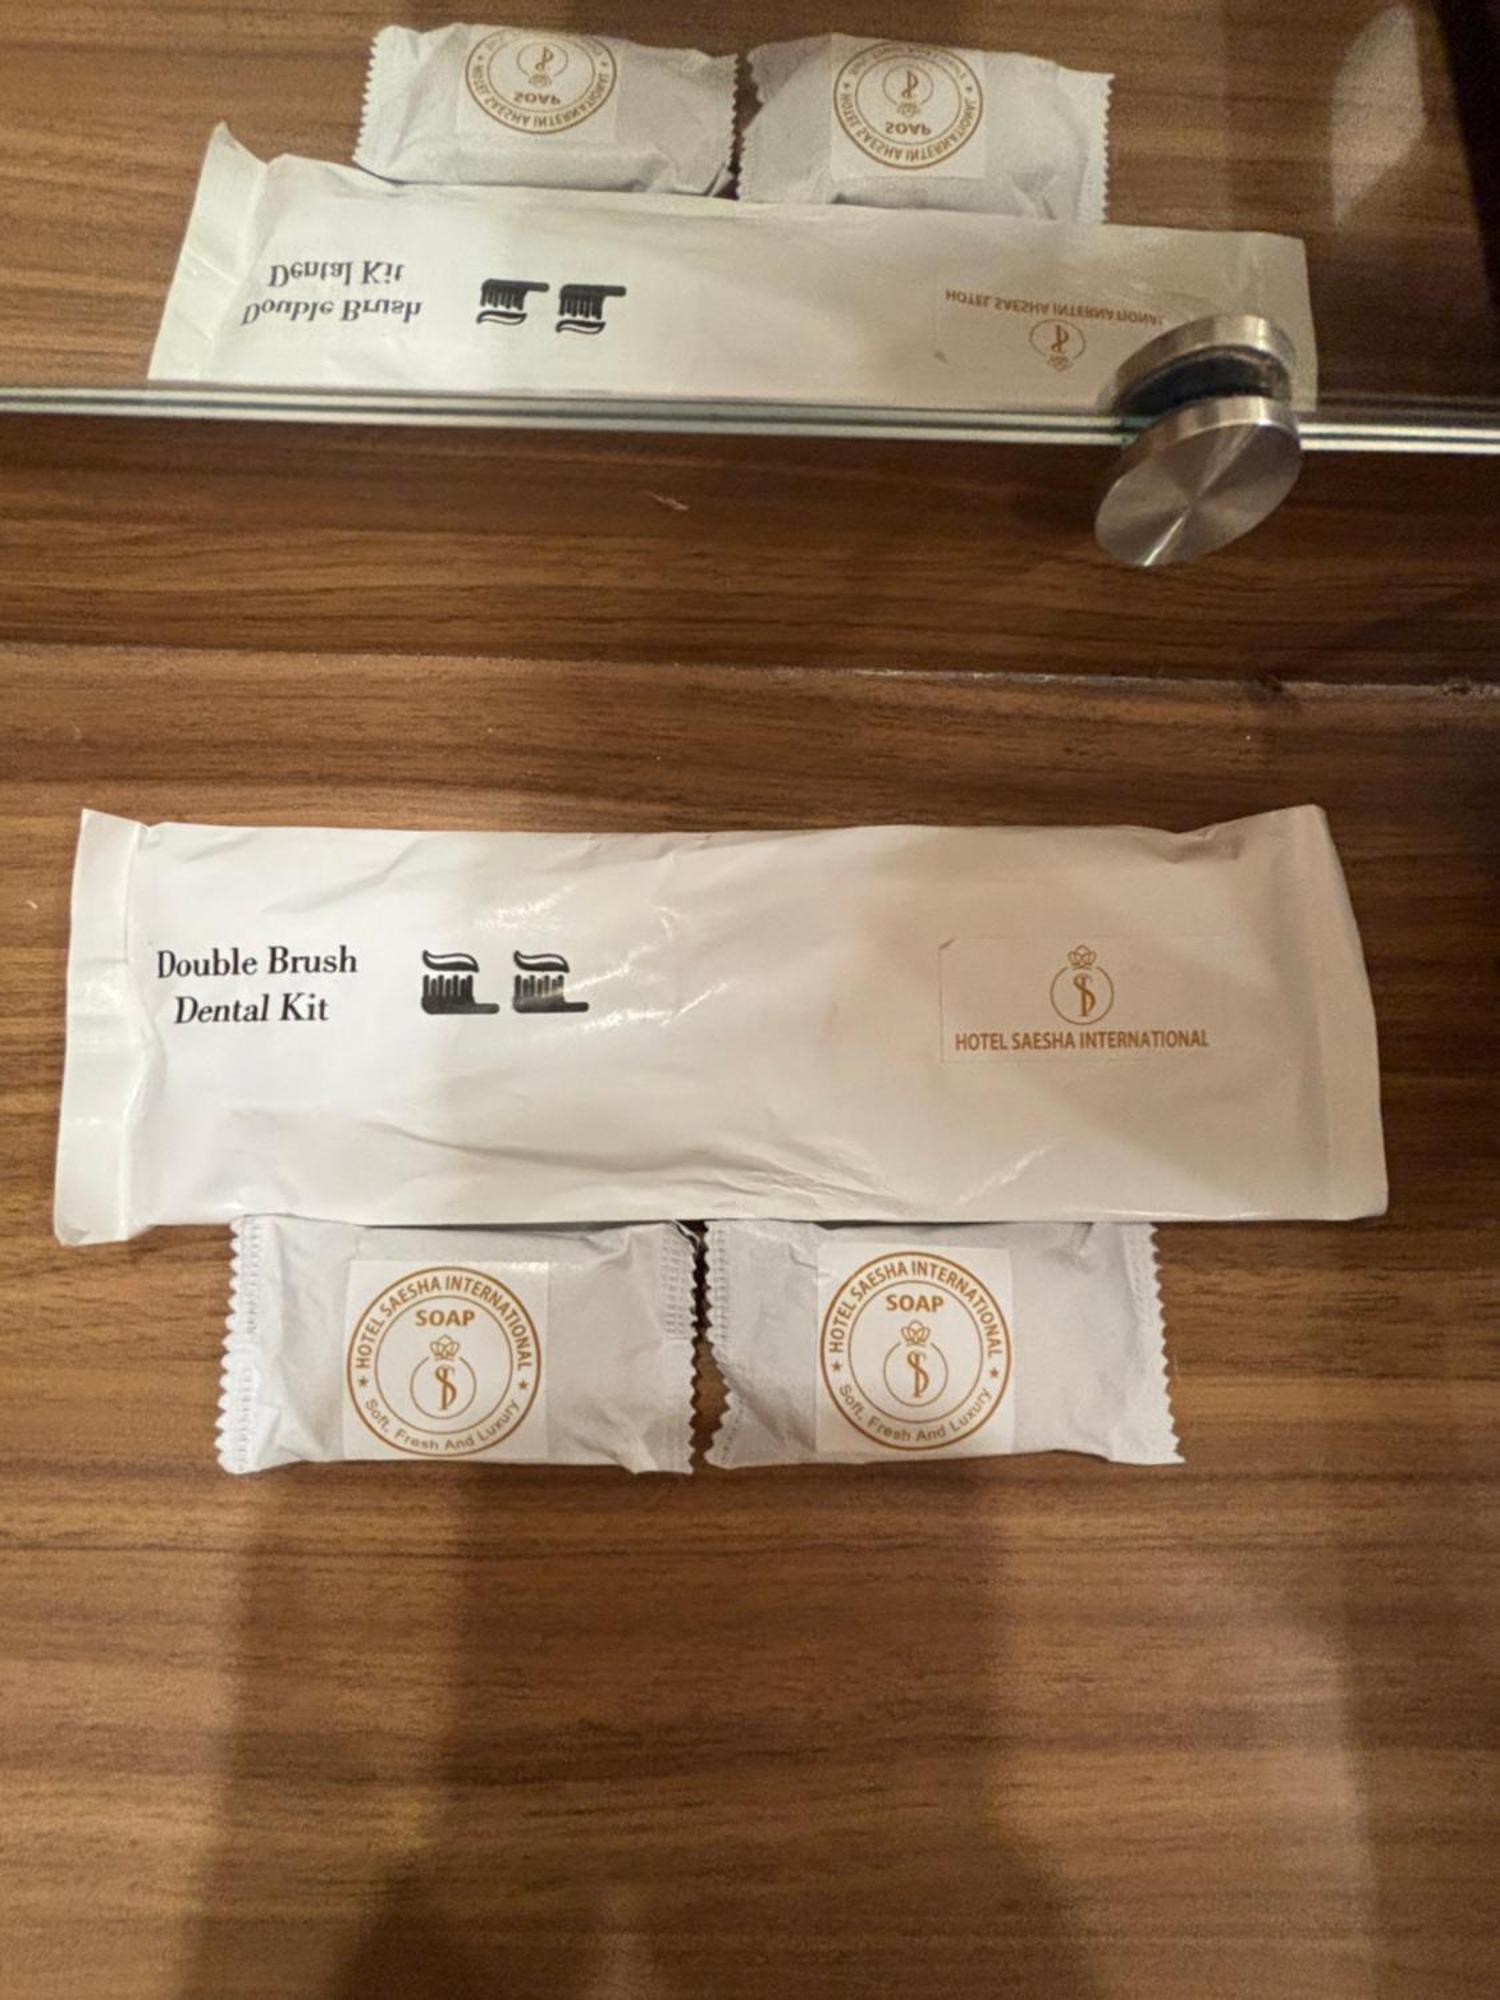 Double Brush
Dental Kit
HOTEL SAESHA INTERNATIONAL
HOTEL SAESHA INTERNATIONAL
SOAP
Soft, Fresh And Luxury
HOTEL SAESHA INTERNATIONAL
SOAP
Soft, Fresh And Luxury